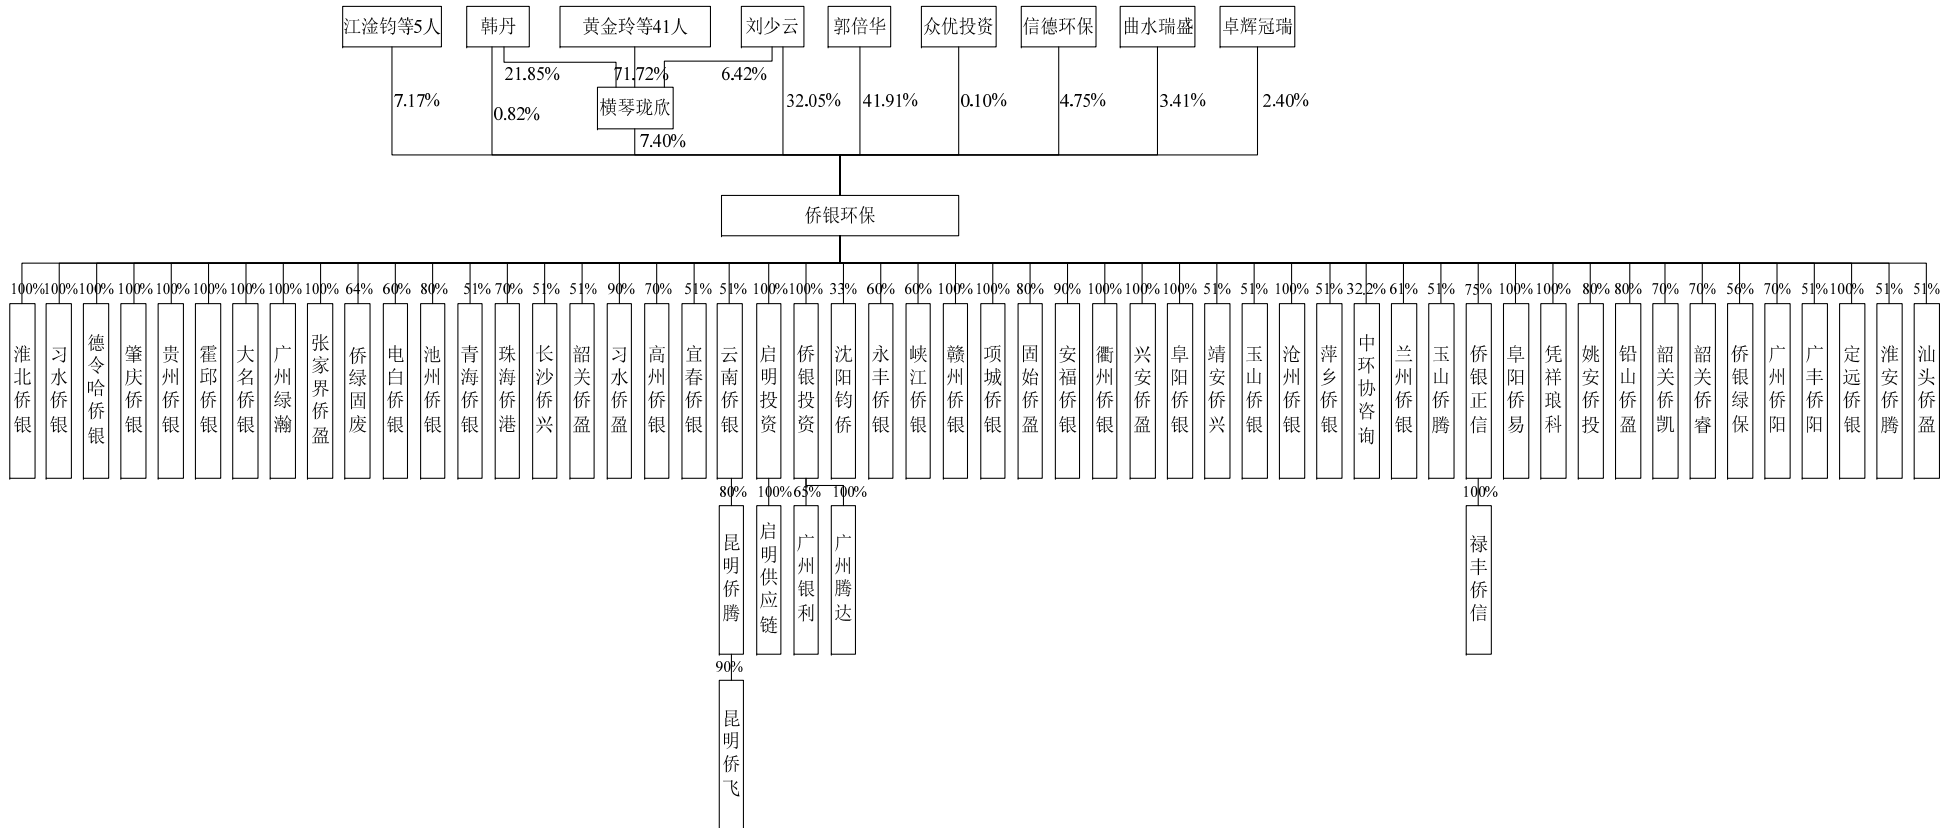 江淦钧等5人
韩丹
黄金玲等41人
刘少云
郭倍华
众优投资
信德环保
曲水瑞盛
卓辉冠瑞
21.85%
71.72%
6.42%
7.17%
0.82%
横琴珑欣
32.05%
41.91%
0.10%
4.75%
3.41%
2.40%
7.40%
侨银环保
100%
100%
100%
100%
100%
100%
100%
100%
100%
64%
60%
80%
51%
70%
51%
51%
90%
70%
51%
51%
100%
100%
33%
60%
60%
100%
100%
80%
90%
100%
100%
100%
51%
51%
100%
51%
32.2%
61%
51%
75%
100%
100%
80%
80%
70%
70%
56%
70%
51%
100%
51%
51%
淮北侨银
习水侨银
德令哈侨银
肇庆侨银
贵州侨银
霍邱侨银
大名侨银
广州绿瀚
张家界侨盈
侨绿固废
电白侨银
池州侨银
青海侨银
珠海侨港
长沙侨兴
韶关侨盈
习水侨盈
高州侨银
宜春侨银
云南侨银
启明投资
侨银投资
沈阳钧侨
永丰侨银
峡江侨银
赣州侨银
项城侨银
固始侨盈
安福侨银
衢州侨银
兴安侨盈
阜阳侨银
靖安侨兴
玉山侨银
沧州侨银
萍乡侨银
中环协咨询
兰州侨银
玉山侨腾
侨银正信
阜阳侨易
凭祥琅科
姚安侨投
铅山侨盈
韶关侨凯
韶关侨睿
侨银绿保
广州侨阳
广丰侨阳
定远侨银
淮安侨腾
汕头侨盈
80%
100%
65%
100%
100%
昆明侨腾
启明供应链
广州银利
广州腾达
禄丰侨信
90%
昆明侨飞